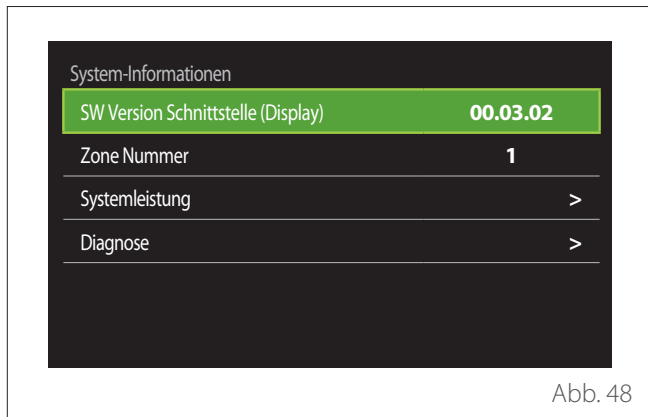 System-Informationen
SW Version Schnittstelle (Display) 00.03.02
Zone Nummer 1
Systemleistung >
Diagnose >
Abb. 48